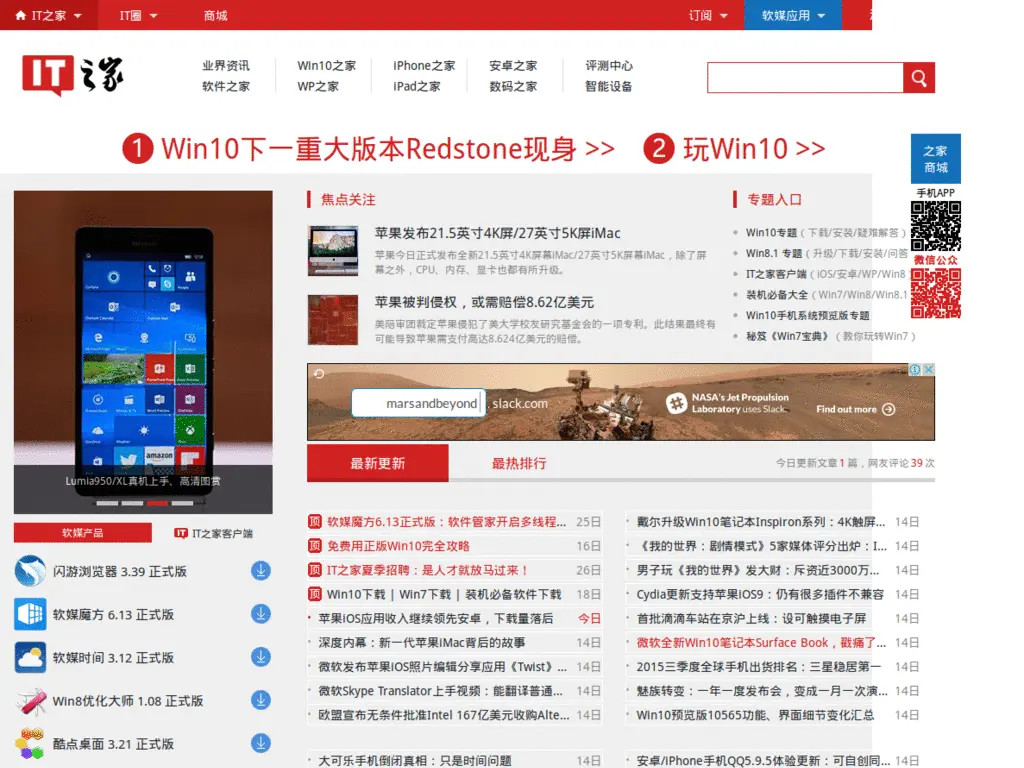 IT之家
IT圈
商城
订阅
软媒应用
IT之家
业界资讯
Win10之家
iPhone之家
安卓之家
评测中心
软件之家
WP之家
iPad之家
数码之家
智能设备
1 Win10下一重大版本Redstone现身 >>
2 玩Win10 >>
之家
商城
手机APP
微信公众
Lumia950/XL真机上手、高清图赏
焦点关注
苹果发布21.5英寸4K屏/27英寸5K屏iMac
苹果今日正式发布全新21.5英寸4K屏幕iMac/27英寸5K屏幕iMac，除了屏
幕之外，CPU、内存、显卡也都有所升级。
苹果被判侵权，或需赔偿8.62亿美元
美陪审团裁定苹果侵犯了美大学校友研究基金会的一项专利。此结果最终有
可能导致苹果需支付高达8.624亿美元的赔偿。
专题入口
Win10专题（下载/安装/疑难解答）
Win8.1 专题（升级/下载/安装/问答
IT之家客户端（iOS/安卓/WP/Win8
装机必备大全（Win7/Win8/Win8.1
Win10手机系统预览版专题
秘笈《Win7宝典》（教你玩转Win7）
marsandbeyond
slack.com
NASA's Jet Propulsion
Laboratory uses Slack.
Find out more
最新更新
最热排行
今日更新文章 1 篇，网友评论 39 次
软媒产品
IT之家客户端
闪游浏览器 3.39 正式版
软媒魔方 6.13 正式版
软媒时间 3.12 正式版
Win8优化大师 1.08 正式版
酷点桌面 3.21 正式版
顶 软媒魔方6.13正式版：软件管家开启多线程... 25日
顶 免费用正版Win10完全攻略 16日
顶 IT之家夏季招聘：是人才就放马过来！ 26日
顶 Win10下载 | Win7下载 | 装机必备软件下载 18日
苹果iOS应用收入继续领先安卓，下载量落后 今日
深度内幕：新一代苹果iMac背后的故事 14日
微软发布苹果iOS照片编辑分享应用《Twist》... 14日
微软Skype Translator上手视频：能翻译普通... 14日
欧盟宣布无条件批准Intel 167亿美元收购Alte... 14日
大可乐手机倒闭真相：只是时间问题 14日
戴尔升级Win10笔记本Inspiron系列：4K触屏... 14日
《我的世界：剧情模式》5家媒体评分出炉：I... 14日
男子玩《我的世界》发大财：斥资近3000万... 14日
Cydia更新支持苹果iOS9：仍有很多插件不兼容 14日
首批滴滴车站在京沪上线：设可触摸电子屏 14日
微软全新Win10笔记本Surface Book，戳痛了... 14日
2015三季度全球手机出货排名：三星稳居第一 14日
魅族转变：一年一度发布会，变成一月一次演... 14日
Win10预览版10565功能、界面细节变化汇总 14日
安卓/iPhone手机QQ5.9.5体验更新：可自创同... 14日